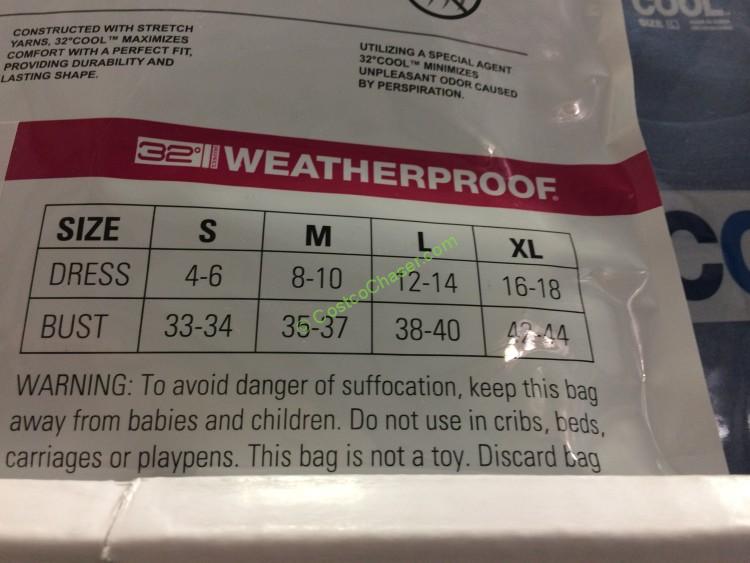 COOL™
SIZE L
CONSTRUCTED WITH STRETCH
YARNS, 32°COOL™ MAXIMIZES
COMFORT WITH A PERFECT FIT,
PROVIDING DURABILITY AND
LASTING SHAPE.
UTILIZING A SPECIAL AGENT
32°COOL™ MINIMIZES
UNPLEASANT ODOR CAUSED
BY PERSPIRATION.
32° WEATHERPROOF®
SIZE S M L XL
DRESS 4-6 8-10 12-14 16-18
BUST 33-34 35-37 38-40 42-44
© CostcoChaser.com
WARNING: To avoid danger of suffocation, keep this bag
away from babies and children. Do not use in cribs, beds,
carriages or playpens. This bag is not a toy. Discard bag